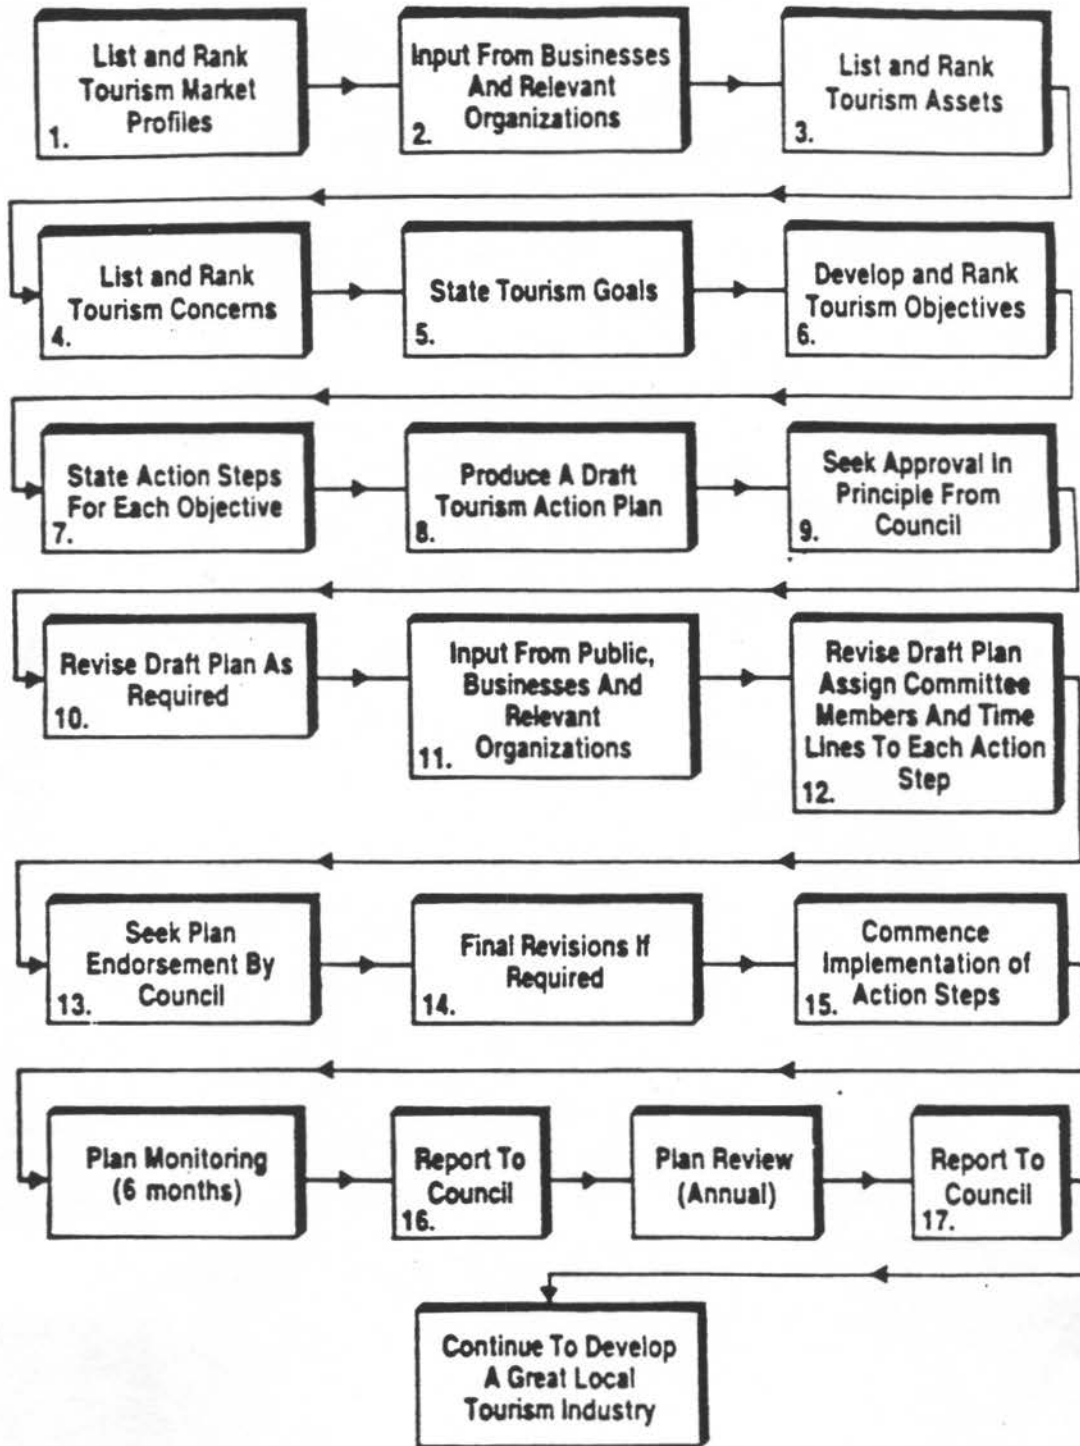 List and Rank
Tourism Market
Profiles
1.
Input From Businesses
And Relevant
Organizations
2.
List and Rank
Tourism Assets
3.
List and Rank
Tourism Concerns
4.
State Tourism Goals
5.
Develop and Rank
Tourism Objectives
6.
State Action Steps
For Each Objective
7.
Produce A Draft
Tourism Action Plan
8.
Seek Approval In
Principle From
Council
9.
Revise Draft Plan As
Required
10.
Input From Public,
Businesses And
Relevant
Organizations
11.
Revise Draft Plan
Assign Committee
Members And Time
Lines To Each Action
Step
12.
Seek Plan
Endorsement By
Council
13.
Final Revisions If
Required
14.
Commence
Implementation of
Action Steps
15.
Plan Monitoring
(6 months)
Report To
Council
16.
Plan Review
(Annual)
Report To
Council
17.
Continue To Develop
A Great Local
Tourism Industry